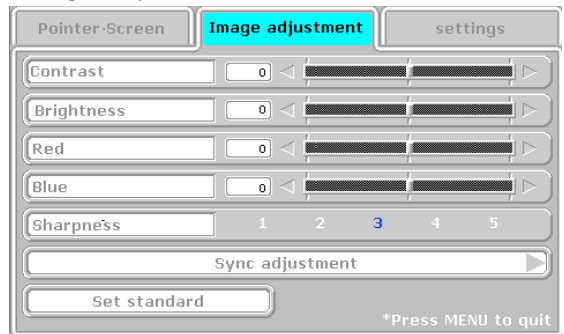 Pointer·Screen Image adjustment settings
Contrast 0
Brightness 0
Red 0
Blue 0
Sharpness 1 2 3 4 5
Sync adjustment
Set standard
*Press MENU to quit